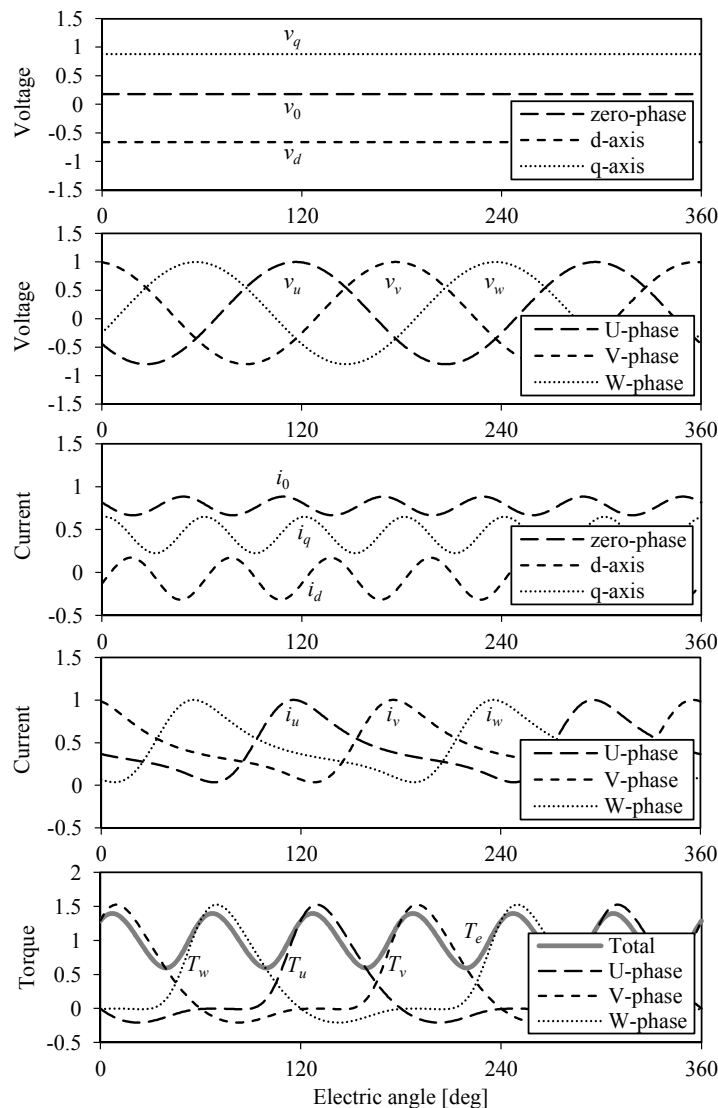 1.5
1
0.5
0
-0.5
-1
-1.5
Voltage
v_q
v_0
v_d
zero-phase
d-axis
q-axis
0
120
240
360
1.5
1
0.5
0
-0.5
-1
-1.5
Voltage
v_u
v_v
v_w
U-phase
V-phase
W-phase
0
120
240
360
1.5
1
0.5
0
-0.5
Current
i_0
i_q
i_d
zero-phase
d-axis
q-axis
0
120
240
360
1.5
1
0.5
0
-0.5
Current
i_u
i_v
i_w
U-phase
V-phase
W-phase
0
120
240
360
2
1.5
1
0.5
0
-0.5
Torque
T_w
T_u
T_v
T_e
Total
U-phase
V-phase
W-phase
0
120
240
360
Electric angle [deg]